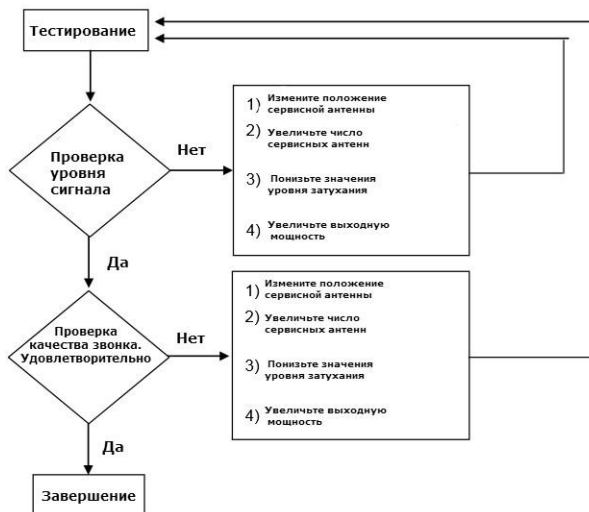 Тестирование
Проверка
уровня
сигнала
Нет
1) Измените положение
сервисной антенны
2) Увеличьте число
сервисных антенн
3) Понизьте значения
уровня затухания
4) Увеличьте выходную
мощность
Да
Проверка
качества звонка.
Удовлетворительно
Нет
1) Измените положение
сервисной антенны
2) Увеличьте число
сервисных антенн
3) Понизьте значения
уровня затухания
4) Увеличьте выходную
мощность
Да
Завершение